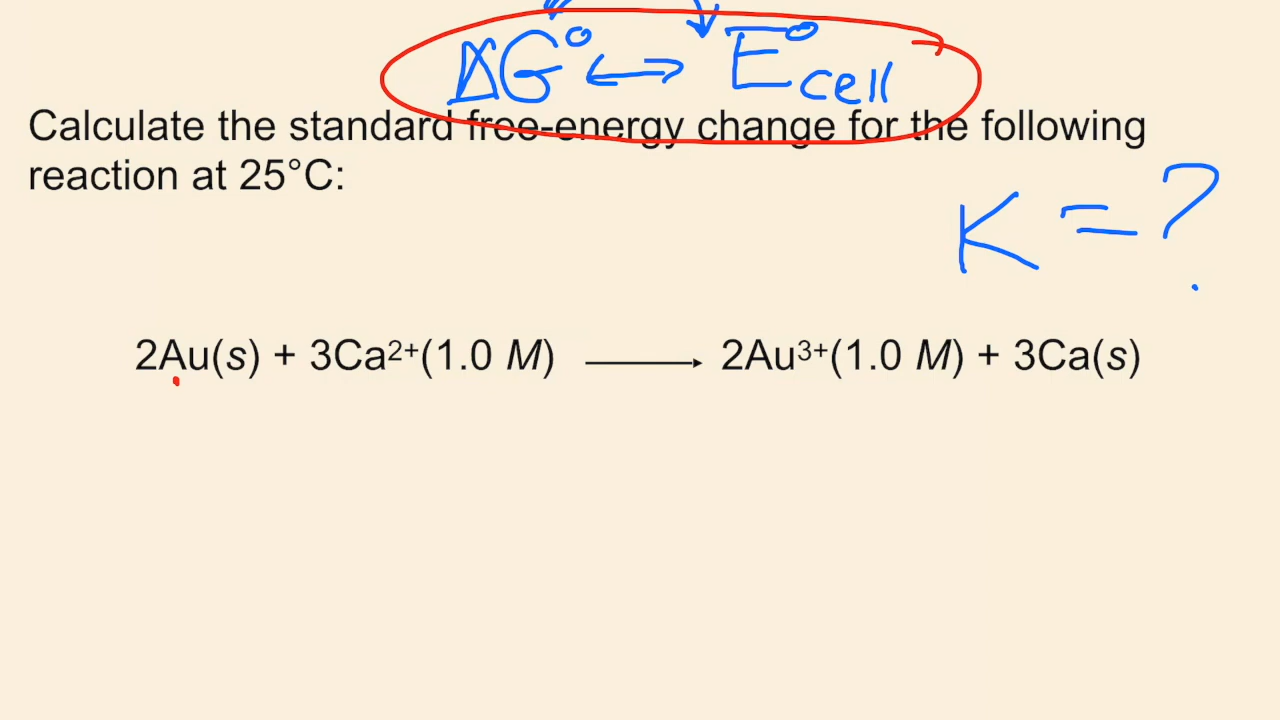 ΔG° ↔ E°cell
Calculate the standard free-energy change for the following
reaction at 25°C:
K = ?
2Au(s) + 3Ca²⁺(1.0 M) ⟶ 2Au³⁺(1.0 M) + 3Ca(s)